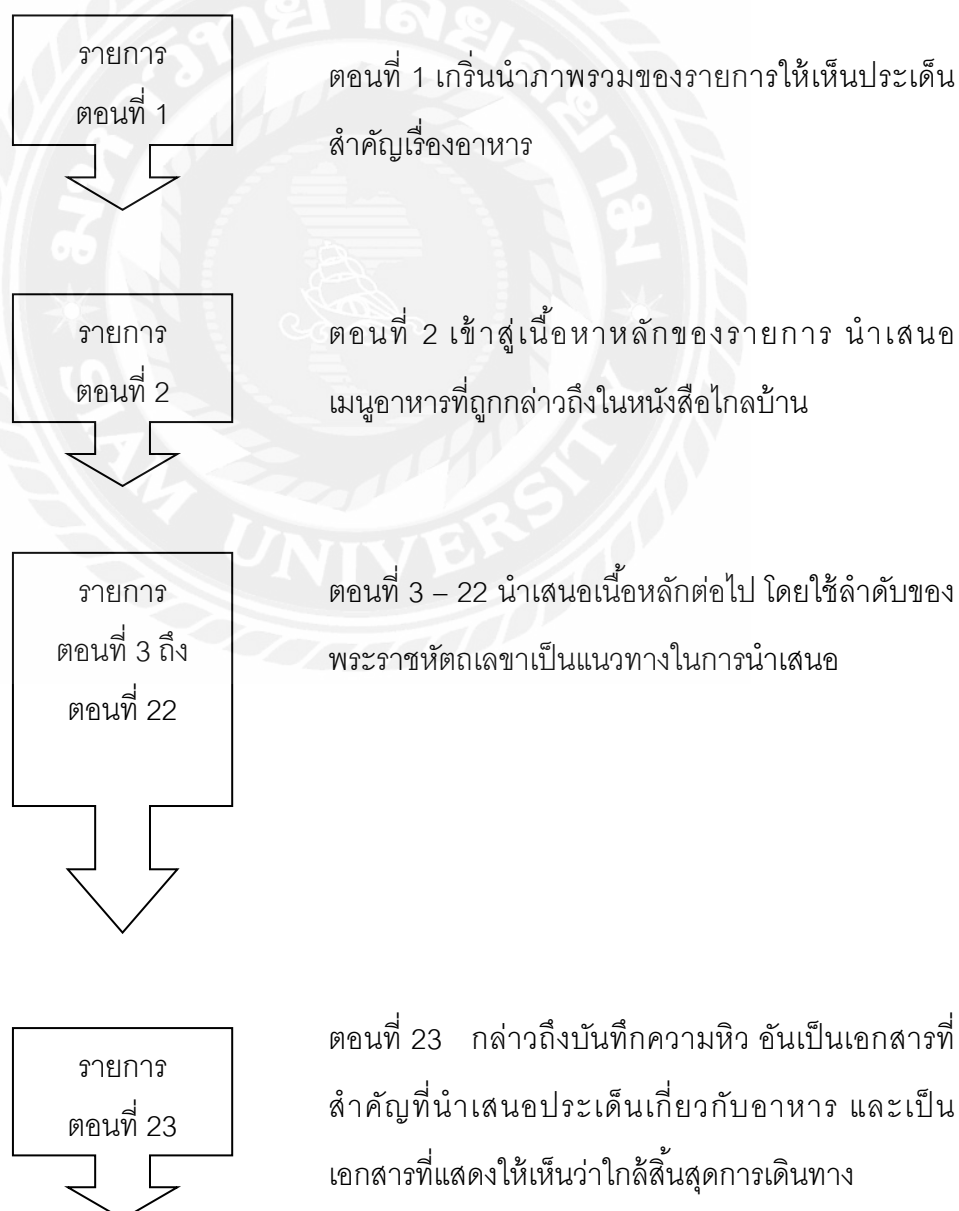 รายการ
ตอนที่ 1
ตอนที่ 1 เกริ่นนำภาพรวมของรายการให้เห็นประเด็น
สำคัญเรื่องอาหาร
รายการ
ตอนที่ 2
ตอนที่ 2 เข้าสู่เนื้อหาหลักของรายการ นำเสนอ
เมนูอาหารที่ถูกกล่าวถึงในหนังสือไกลบ้าน
รายการ
ตอนที่ 3 ถึง
ตอนที่ 22
ตอนที่ 3 – 22 นำเสนอเนื้อหลักต่อไป โดยใช้ลำดับของ
พระราชหัตถเลขาเป็นแนวทางในการนำเสนอ
รายการ
ตอนที่ 23
ตอนที่ 23 กล่าวถึงบันทึกความหิว อันเป็นเอกสารที่
สำคัญที่นำเสนอประเด็นเกี่ยวกับอาหาร และเป็น
เอกสารที่แสดงให้เห็นว่าใกล้สิ้นสุดการเดินทาง
มหาวิทยาลัยสยาม
SIAM UNIVERSITY